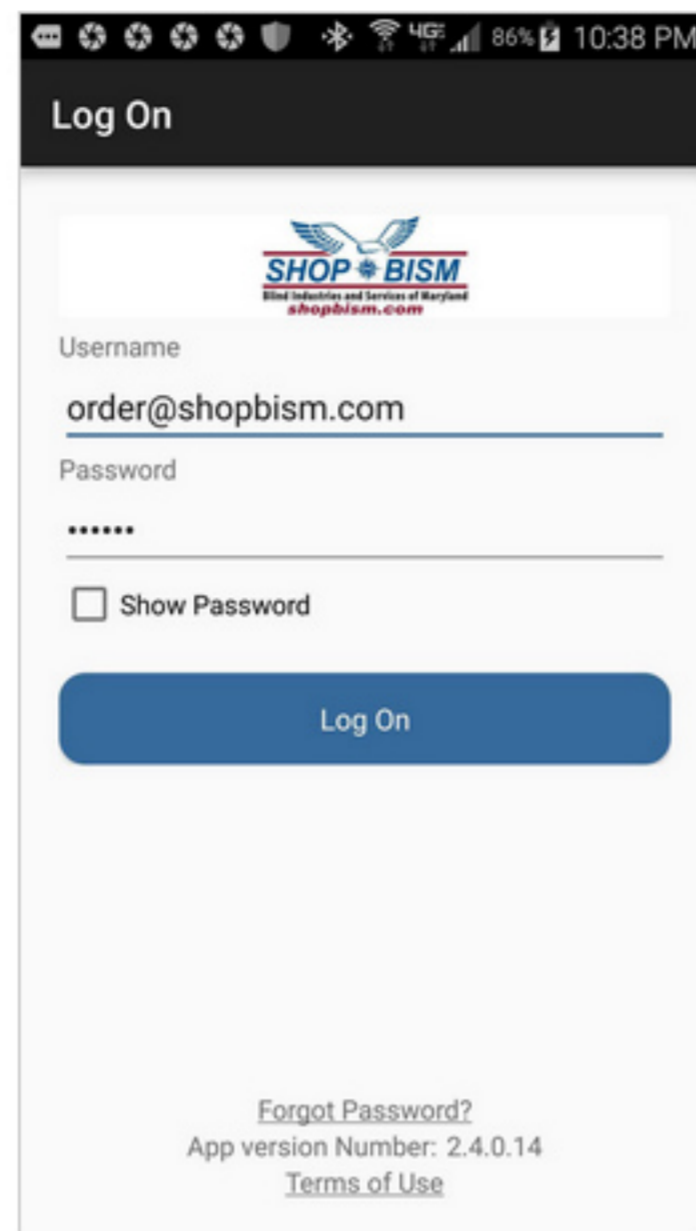 4GE 86% 10:38 PM
Log On
SHOP BISM
Blind Industries and Services of Maryland
shopbism.com
Username
order@shopbism.com
Password
••••••
Show Password
Log On
Forgot Password?
App version Number: 2.4.0.14
Terms of Use